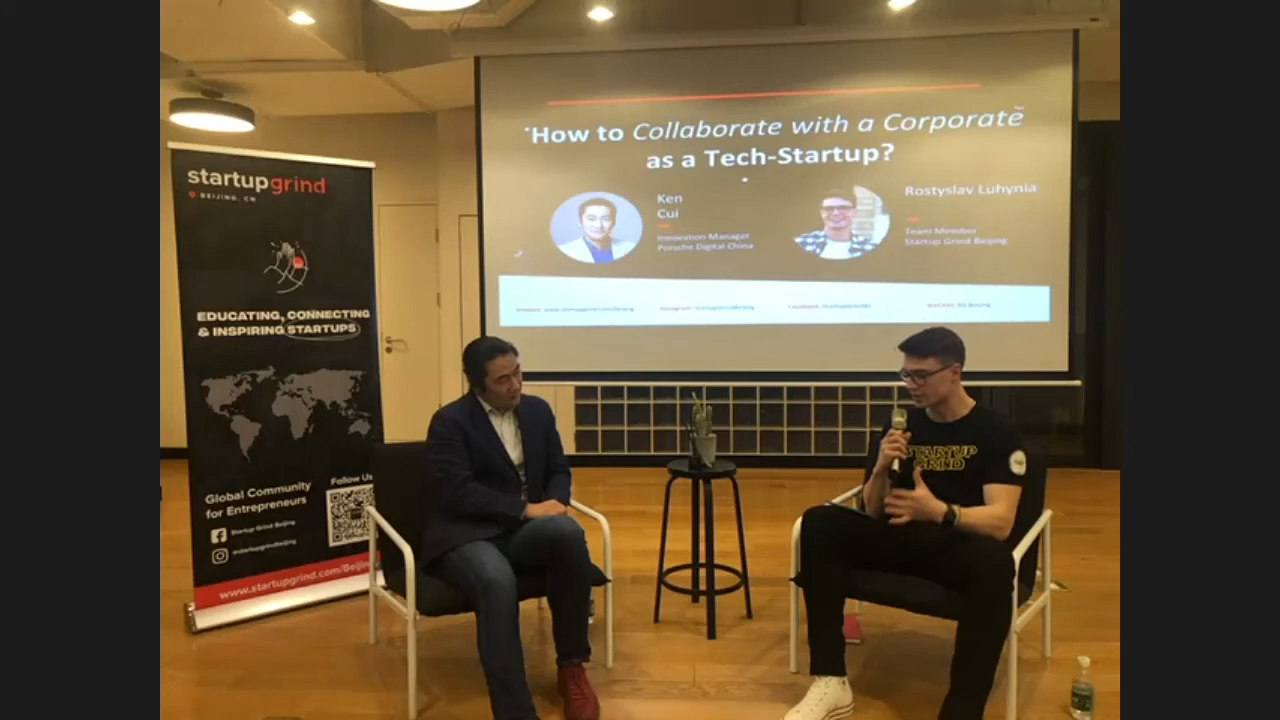 startupgrind
BEIJING, CN
EDUCATING, CONNECTING
& INSPIRING STARTUPS
Global Community
for Entrepreneurs
Follow Us
Startup Grind Beijing
@startupgrindbeijing
www.startupgrind.com/Beijin
"How to Collaborate with a Corporate
as a Tech-Startup?
Ken
Cui
Innovation Manager
Porsche Digital China
Rostyslav Luhynia
Team Member
Startup Grind Beijing
STARTUP
GRIND